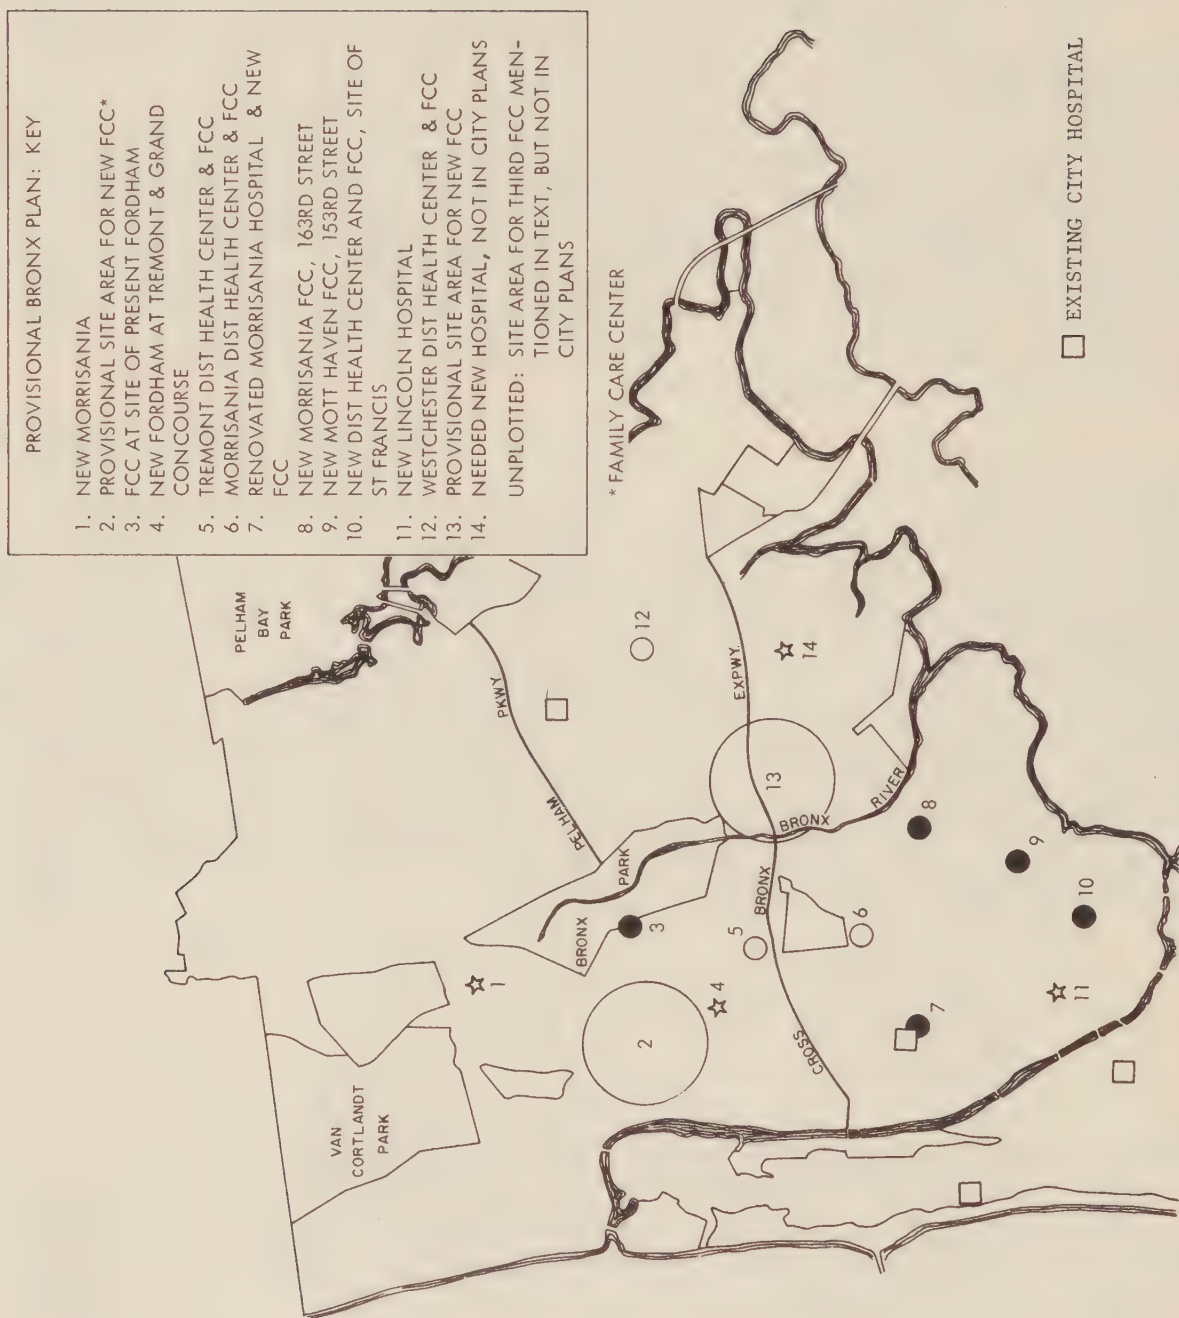 PROVISIONAL BRONX PLAN: KEY
1. NEW MORRISANIA
2. PROVISIONAL SITE AREA FOR NEW FCC*
3. FCC AT SITE OF PRESENT FORDHAM
4. NEW FORDHAM AT TREMONT & GRAND
CONCOURSE
5. TREMONT DIST HEALTH CENTER & FCC
6. MORRISANIA DIST HEALTH CENTER & FCC
7. RENOVATED MORRISANIA HOSPITAL & NEW
FCC
8. NEW MORRISANIA FCC, 163RD STREET
9. NEW MOTT HAVEN FCC, 153RD STREET
10. NEW DIST HEALTH CENTER AND FCC, SITE OF
ST FRANCIS
11. NEW LINCOLN HOSPITAL
12. WESTCHESTER DIST HEALTH CENTER & FCC
13. PROVISIONAL SITE AREA FOR NEW FCC
14. NEEDED NEW HOSPITAL, NOT IN CITY PLANS
UNPLOTTED: SITE AREA FOR THIRD FCC MEN-
TIONED IN TEXT, BUT NOT IN
CITY PLANS
* FAMILY CARE CENTER
EXISTING CITY HOSPITAL
PELHAM
BAY
PARK
VAN
CORTLANDT
PARK
PELHAM PKWY
BRONX PARK
CROSS BRONX EXPWY.
BRONX RIVER
1
2
3
4
5
6
7
8
9
10
11
12
13
14